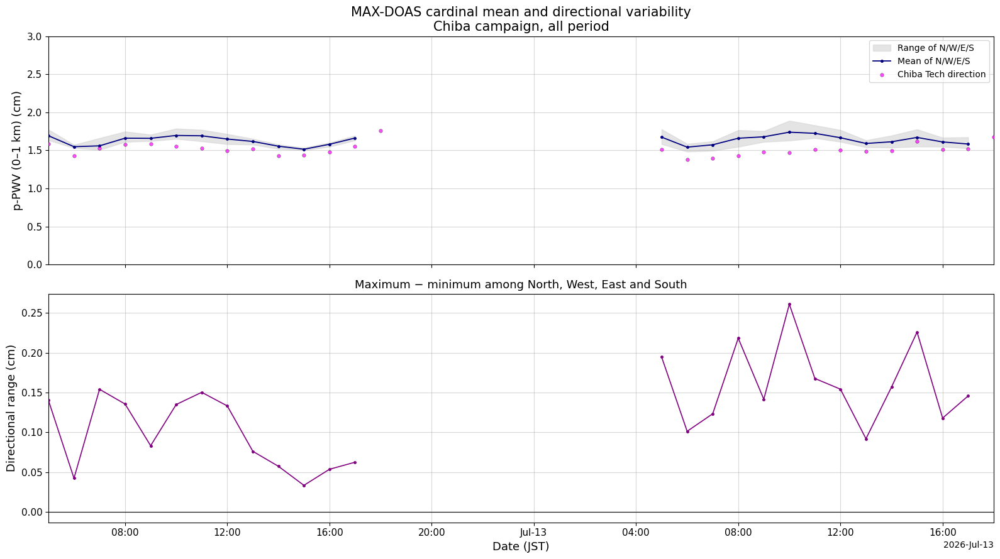 MAX-DOAS cardinal mean and directional variability
Chiba campaign, all period
3.0
2.5
2.0
1.5
1.0
0.5
0.0
p-PWV (0–1 km) (cm)
Range of N/W/E/S
Mean of N/W/E/S
Chiba Tech direction
Maximum − minimum among North, West, East and South
0.25
0.20
0.15
0.10
0.05
0.00
Directional range (cm)
08:00 12:00 16:00 20:00 Jul-13 04:00 08:00 12:00 16:00
2026-Jul-13
Date (JST)